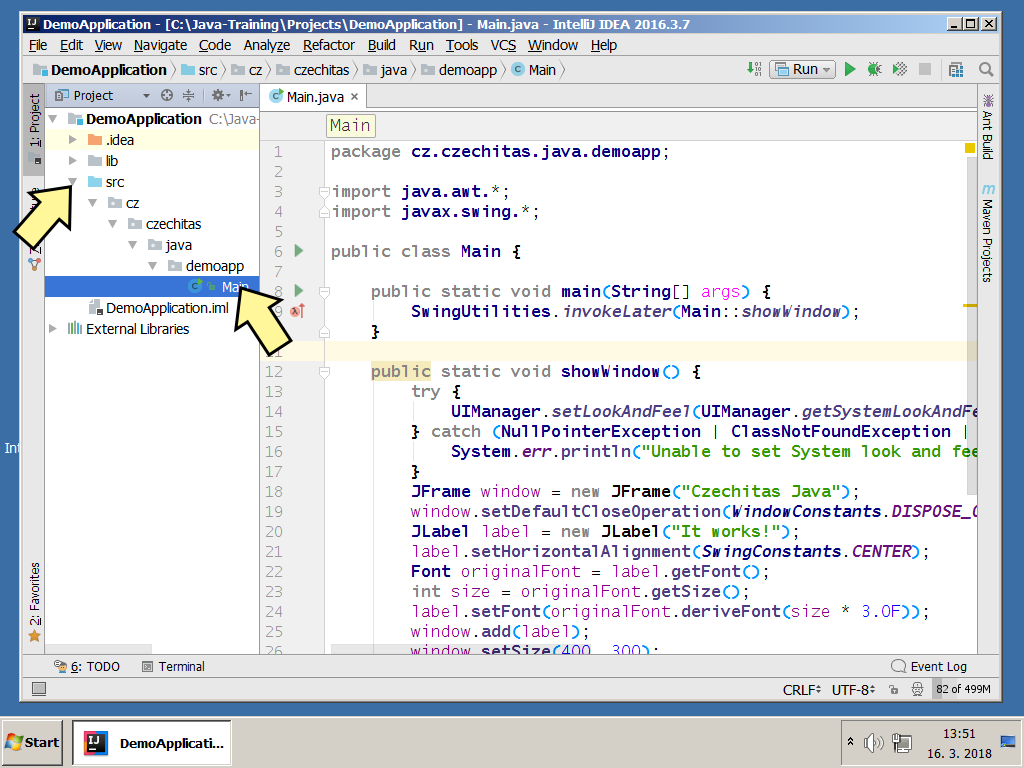 DemoApplication - [C:\Java-Training\Projects\DemoApplication] - Main.java - IntelliJ IDEA 2016.3.7
File Edit View Navigate Code Analyze Refactor Build Run Tools VCS Window Help
DemoApplication src cz czechitas java demoapp Main Run
1: Project
Project
Main.java
DemoApplication C:\Java-
.idea
lib
src
cz
czechitas
java
demoapp
Main
DemoApplication.iml
External Libraries
2: Favorites
Main
1 package cz.czechitas.java.demoapp;
2
3 import java.awt.*;
4 import javax.swing.*;
5
6 public class Main {
7
8 public static void main(String[] args) {
9 SwingUtilities.invokeLater(Main::showWindow);
}
11
12 public static void showWindow() {
13 try {
14 UIManager.setLookAndFeel(UIManager.getSystemLookAndFe
15 } catch (NullPointerException | ClassNotFoundException |
16 System.err.println("Unable to set System look and fee
17 }
18 JFrame window = new JFrame("Czechitas Java");
19 window.setDefaultCloseOperation(WindowConstants.DISPOSE_
20 JLabel label = new JLabel("It works!");
21 label.setHorizontalAlignment(SwingConstants.CENTER);
22 Font originalFont = label.getFont();
23 int size = originalFont.getSize();
24 label.setFont(originalFont.deriveFont(size * 3.0F));
25 window.add(label);
26 window.setSize(400, 300);
Ant Build
Maven Projects
Int
6: TODO Terminal Event Log
CRLF UTF-8 82 of 499M
Start DemoApplicati... 13:51
16. 3. 2018